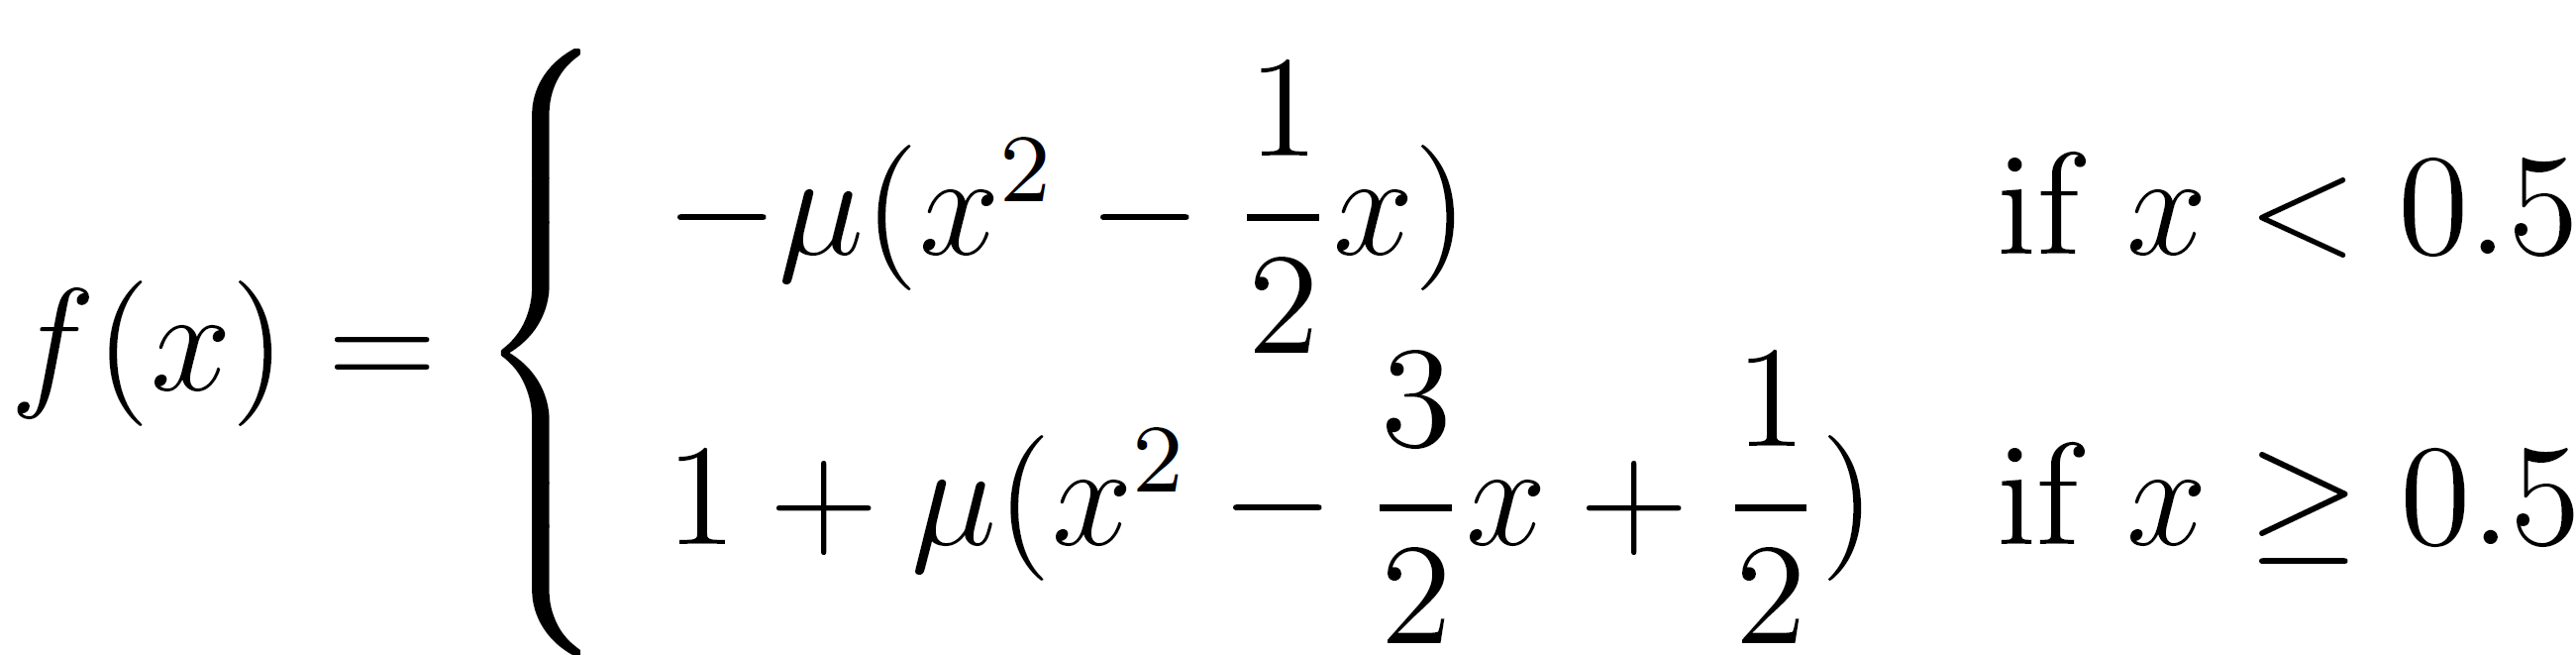 f(x) = { −μ(x² − 1/2 x) if x < 0.5
1 + μ(x² − 3/2 x + 1/2) if x ≥ 0.5